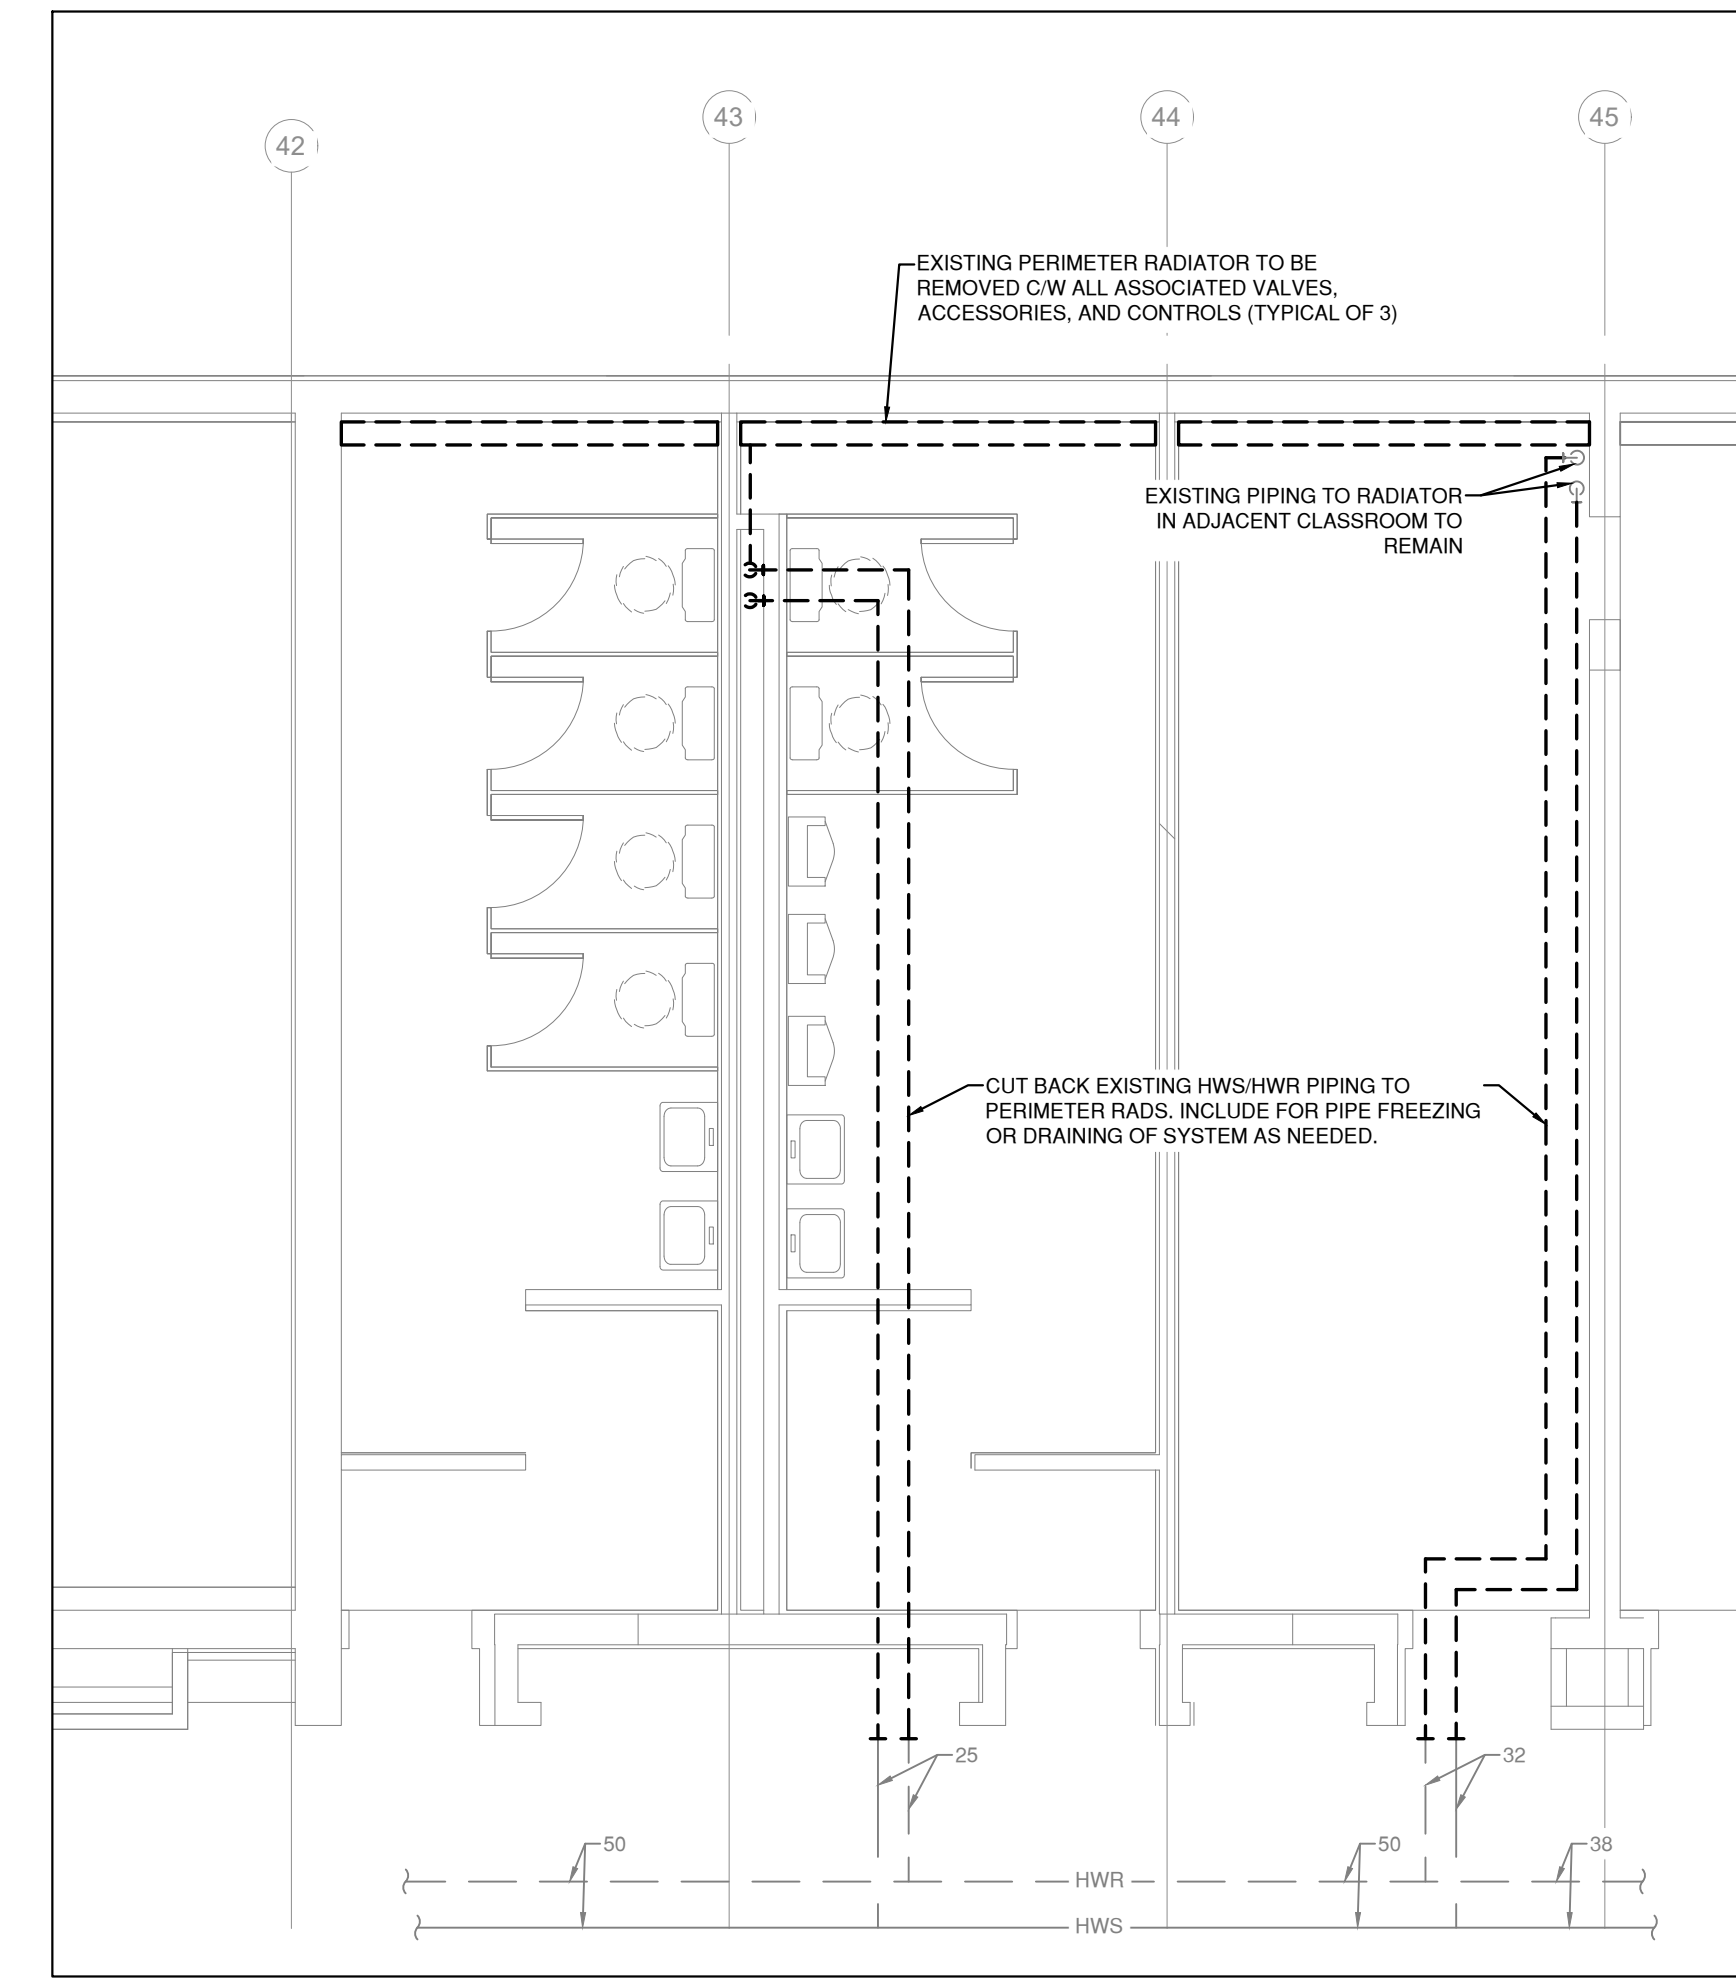 42
43
44
45
EXISTING PERIMETER RADIATOR TO BE
REMOVED C/W ALL ASSOCIATED VALVES,
ACCESSORIES, AND CONTROLS (TYPICAL OF 3)
EXISTING PIPING TO RADIATOR
IN ADJACENT CLASSROOM TO
REMAIN
CUT BACK EXISTING HWS/HWR PIPING TO
PERIMETER RADS. INCLUDE FOR PIPE FREEZING
OR DRAINING OF SYSTEM AS NEEDED.
25
32
50
50
38
HWR
HWS